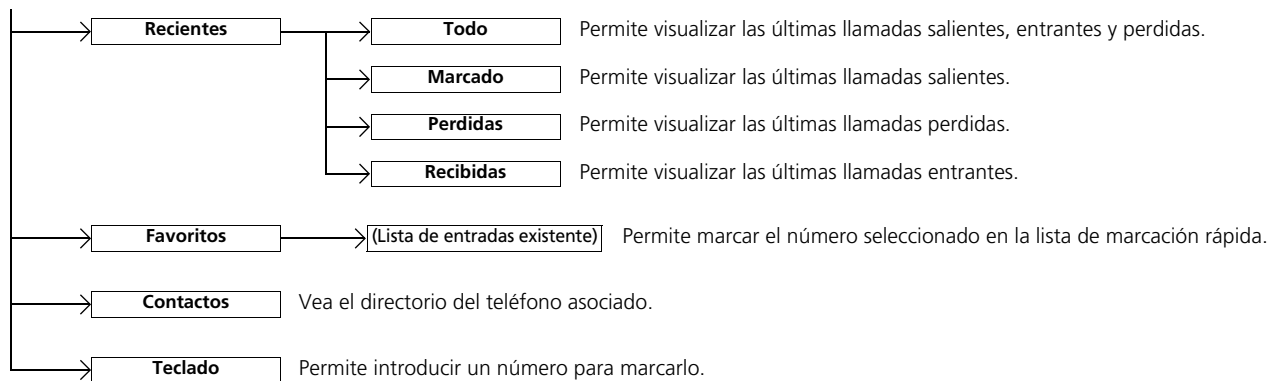 Recientes Todo Permite visualizar las últimas llamadas salientes, entrantes y perdidas.
Marcado Permite visualizar las últimas llamadas salientes.
Perdidas Permite visualizar las últimas llamadas perdidas.
Recibidas Permite visualizar las últimas llamadas entrantes.
Favoritos (Lista de entradas existente) Permite marcar el número seleccionado en la lista de marcación rápida.
Contactos Vea el directorio del teléfono asociado.
Teclado Permite introducir un número para marcarlo.